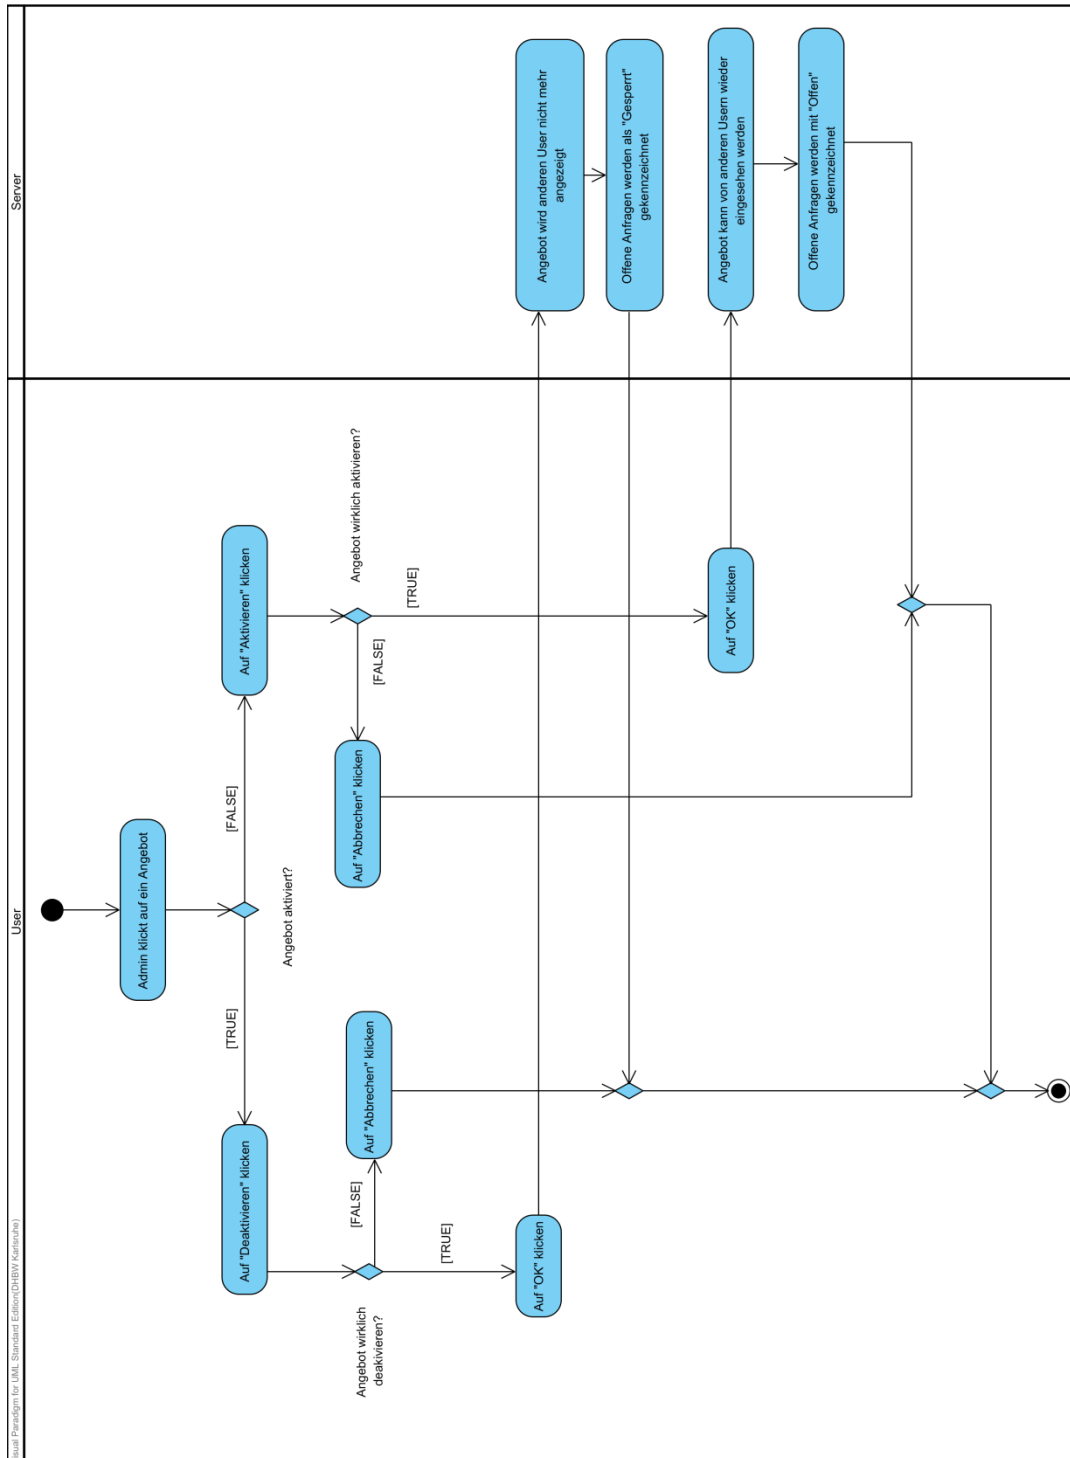 isual Paradigm for UML Standard Edition(DHBW Karlsruhe)
User
Server
Admin klickt auf ein Angebot
[TRUE]
[FALSE]
Angebot aktiviert?
Auf "Deaktivieren" klicken
Auf "Aktivieren" klicken
Angebot wirklich
deakivieren?
[FALSE]
Auf "Abbrechen" klicken
[TRUE]
Auf "Abbrechen" klicken
[FALSE]
Angebot wirklich aktivieren?
[TRUE]
Auf "OK" klicken
Angebot wird anderen User nicht mehr
angezeigt
Offene Anfragen werden als "Gesperrt"
gekennzeichnet
Auf "OK" klicken
Angebot kann von anderen Usern wieder
eingesehen werden
Offene Anfragen werden mit "Offen"
gekennzeichnet